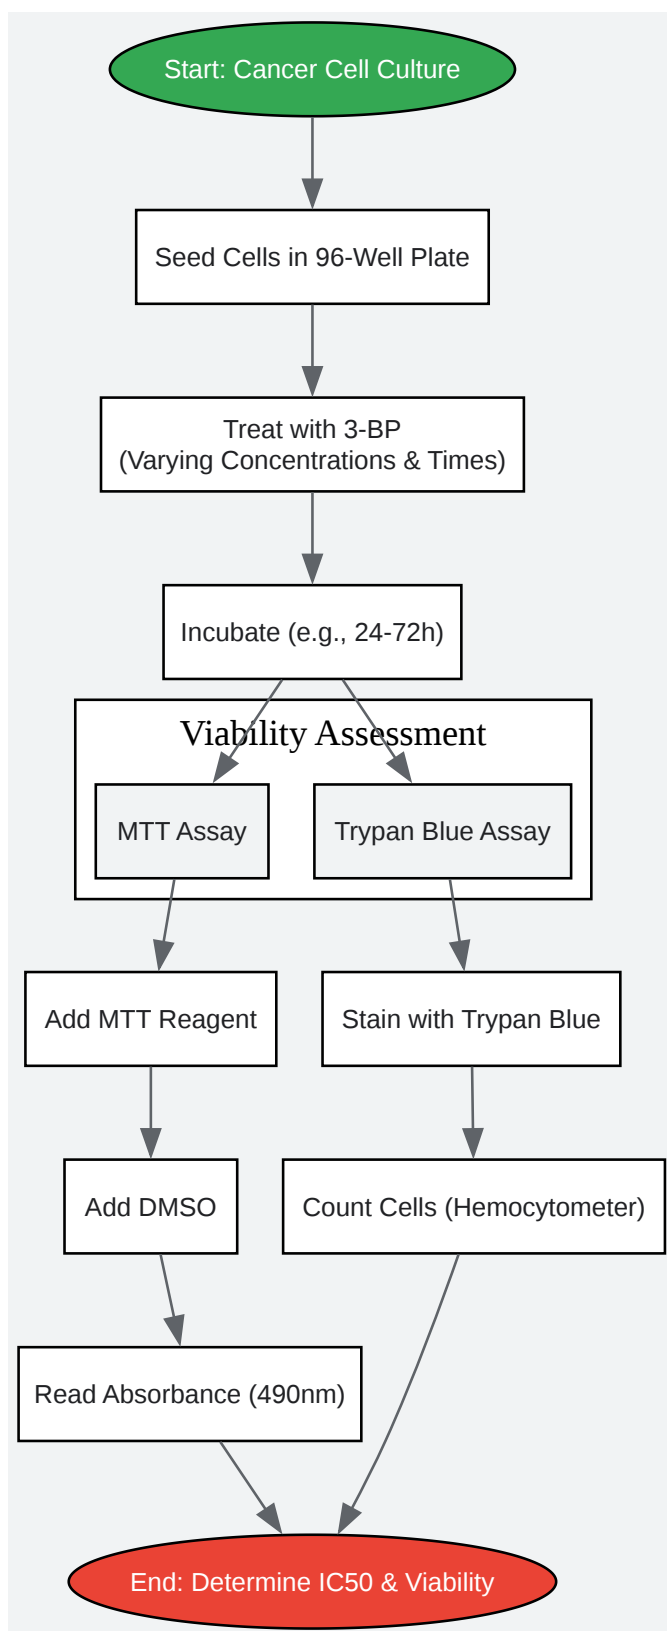 Start: Cancer Cell Culture
Seed Cells in 96-Well Plate
Treat with 3-BP
(Varying Concentrations & Times)
Incubate (e.g., 24-72h)
Viability Assessment
MTT Assay
Trypan Blue Assay
Add MTT Reagent
Stain with Trypan Blue
Add DMSO
Count Cells (Hemocytometer)
Read Absorbance (490nm)
End: Determine IC50 & Viability